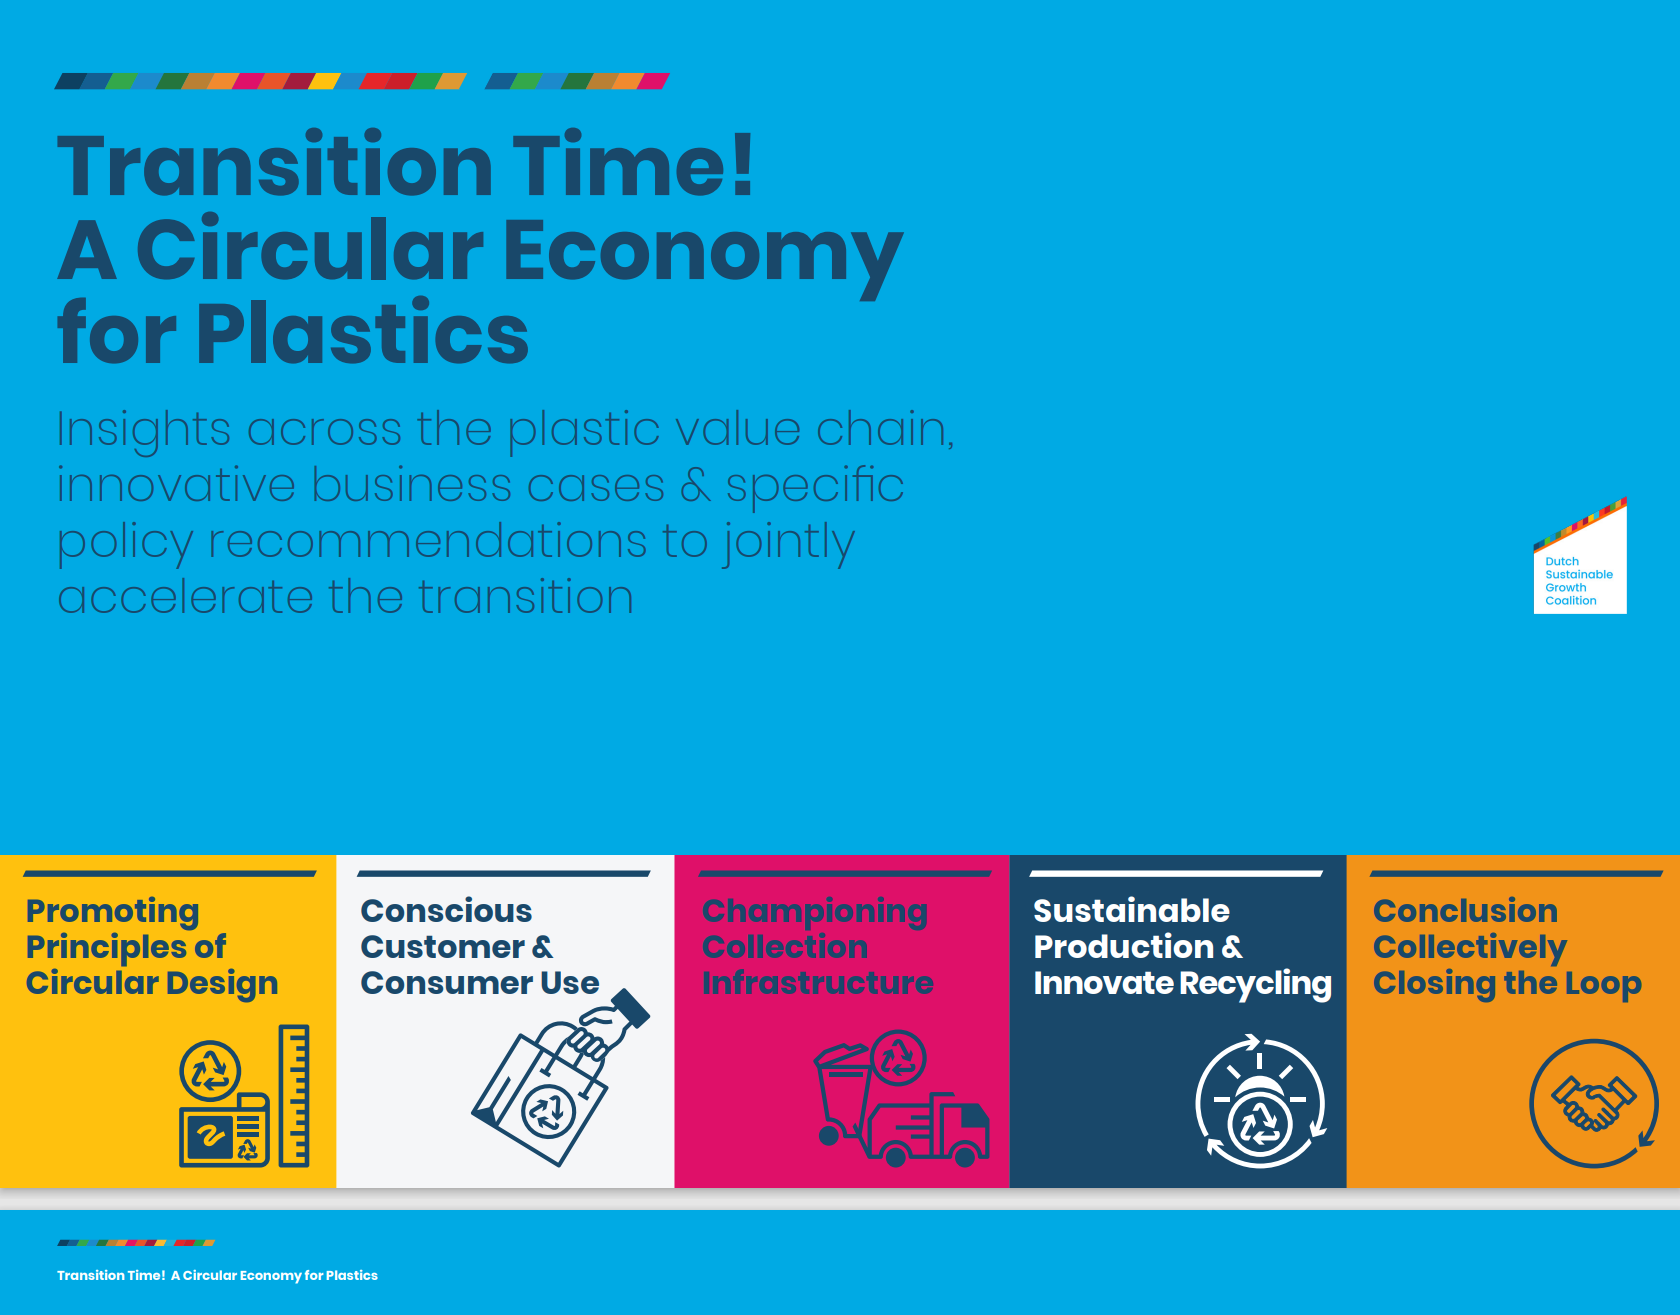 Transition Time!
A Circular Economy
for Plastics
Insights across the plastic value chain,
innovative business cases & specific
policy recommendations to jointly
accelerate the transition
Dutch
Sustainable
Growth
Coalition
Promoting
Principles of
Circular Design
Conscious
Customer &
Consumer Use
Championing
Collection
Infrastructure
Sustainable
Production &
Innovate Recycling
Conclusion
Collectively
Closing the Loop
Transition Time! A Circular Economy for Plastics